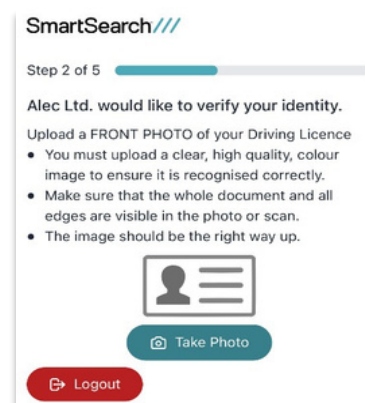 SmartSearch
Step 2 of 5
Alec Ltd. would like to verify your identity.
Upload a FRONT PHOTO of your Driving Licence
• You must upload a clear, high quality, colour
image to ensure it is recognised correctly.
• Make sure that the whole document and all
edges are visible in the photo or scan.
• The image should be the right way up.
Take Photo
Logout